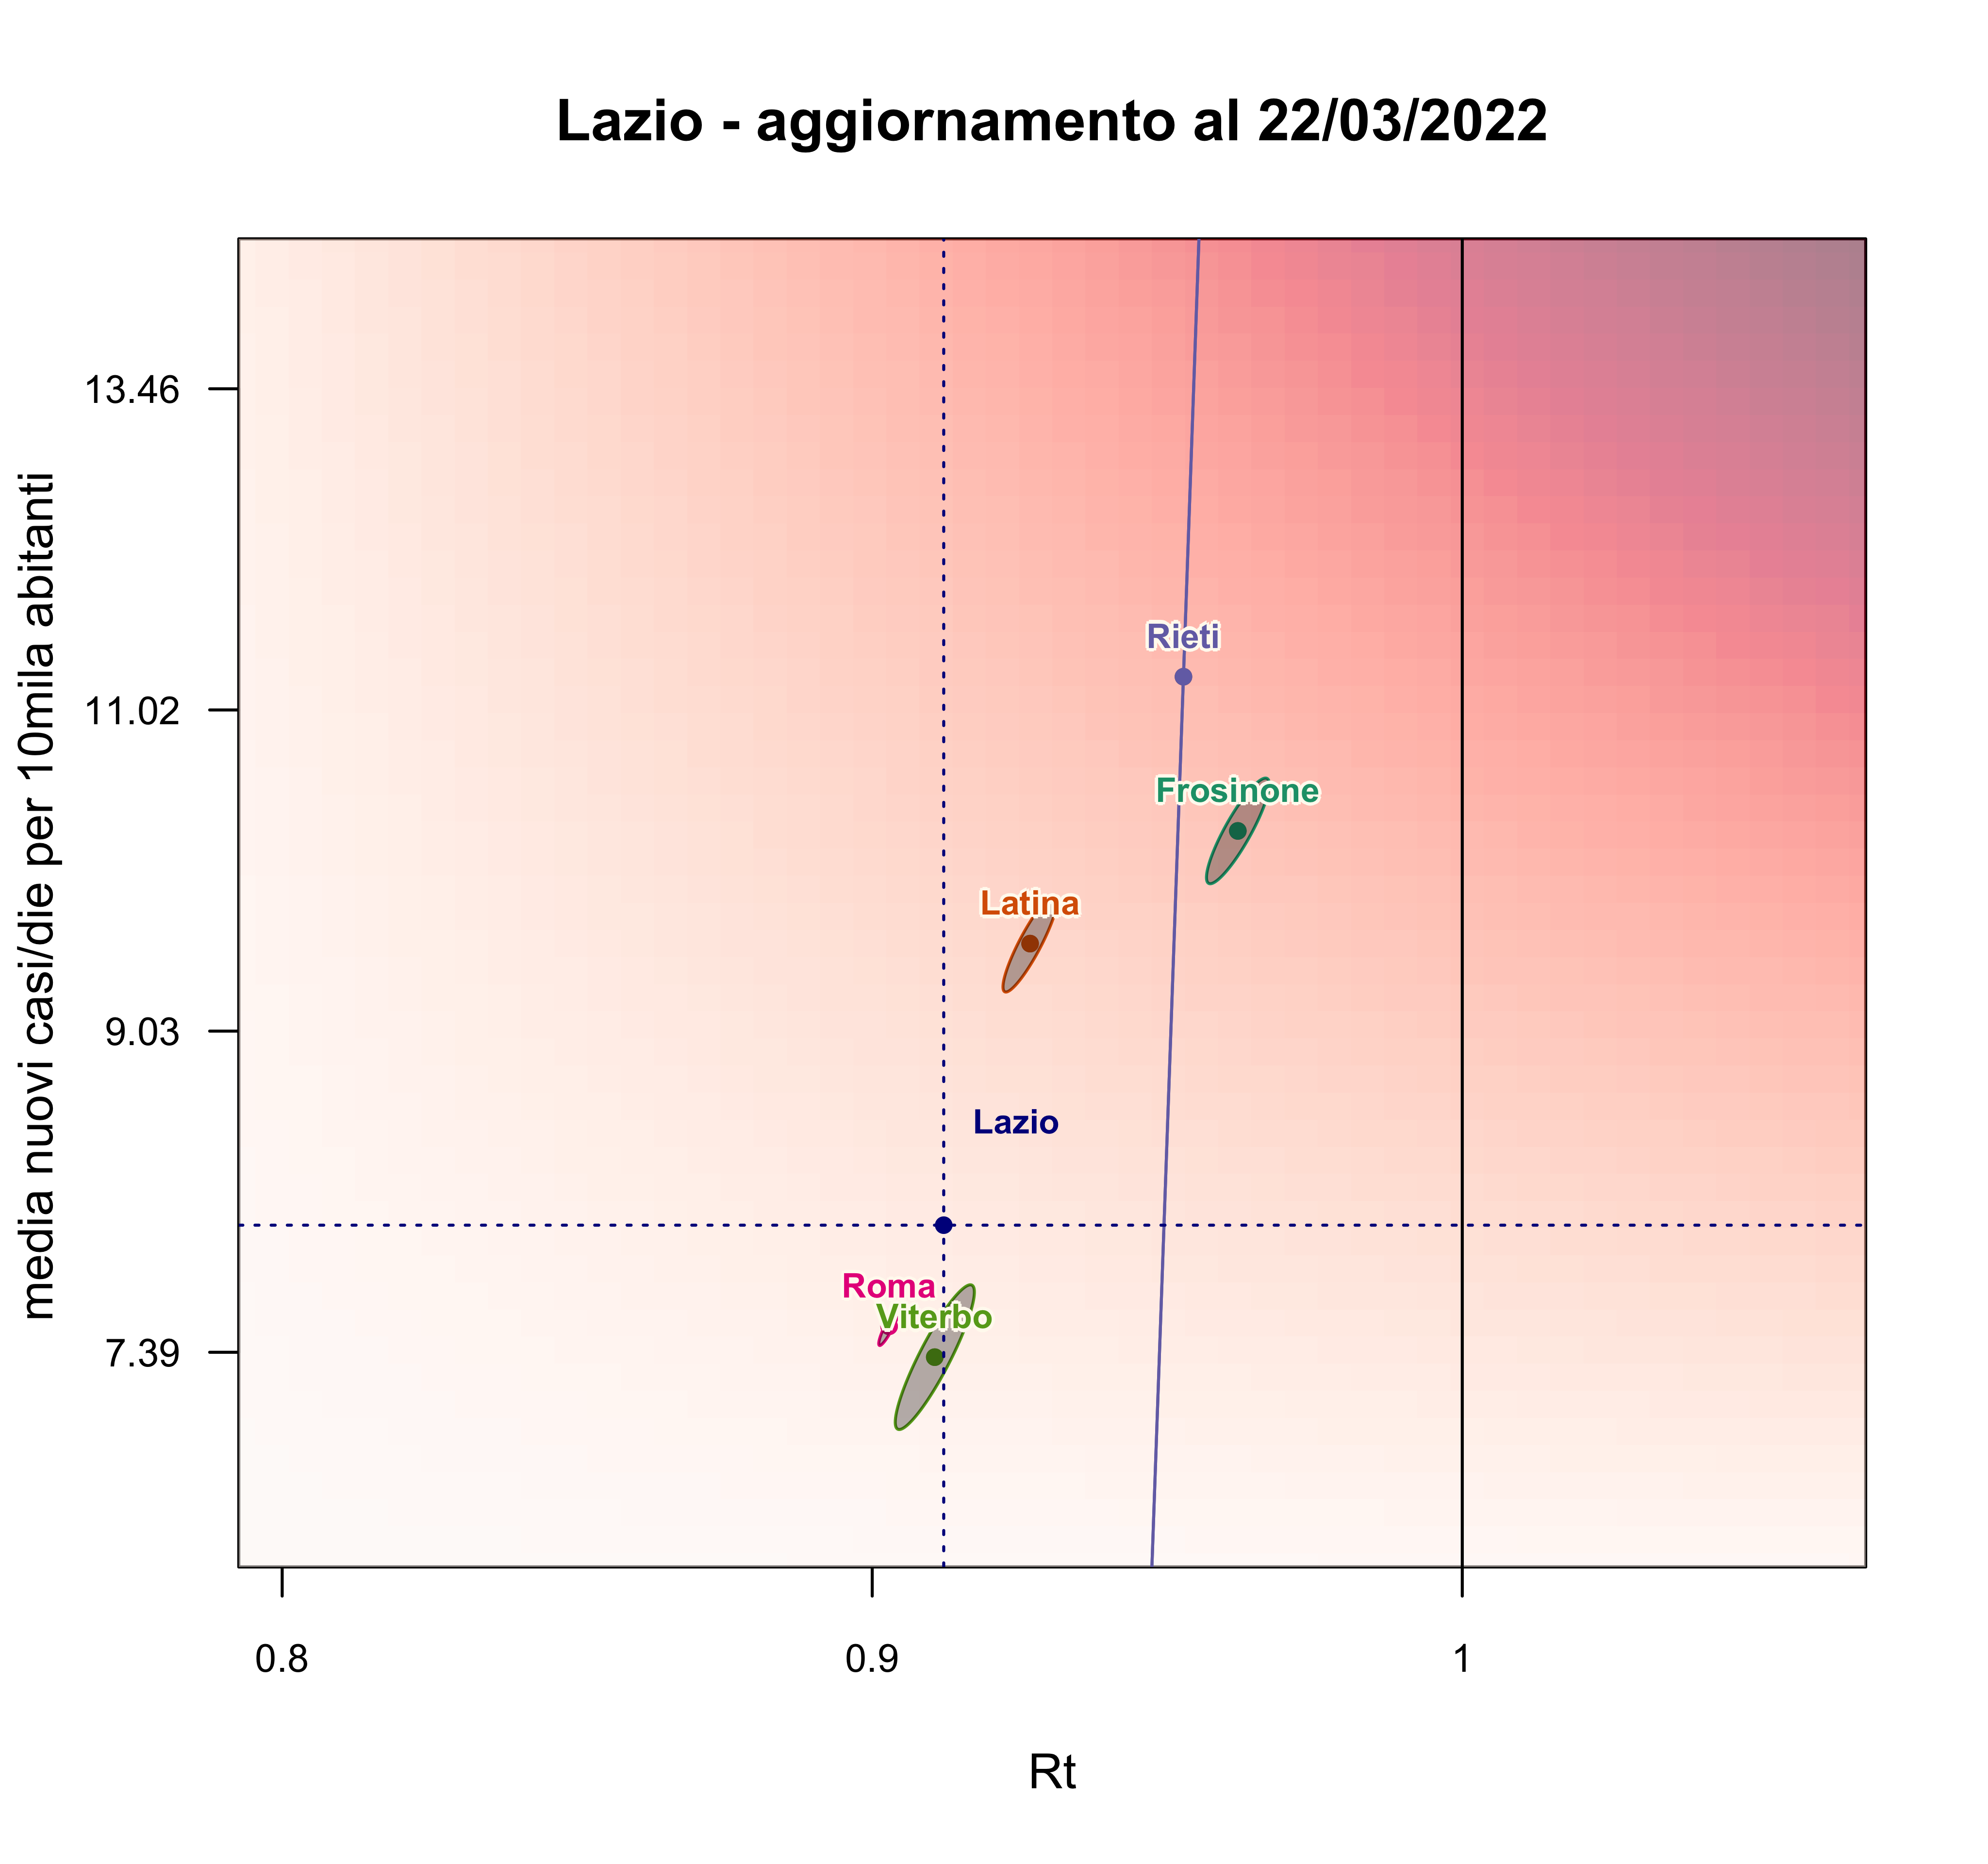 Lazio - aggiornamento al 22/03/2022
media nuovi casi/die per 10mila abitanti
13.46
11.02
9.03
7.39
Rieti
Frosinone
Latina
Lazio
Roma
Viterbo
0.8
0.9
1
Rt